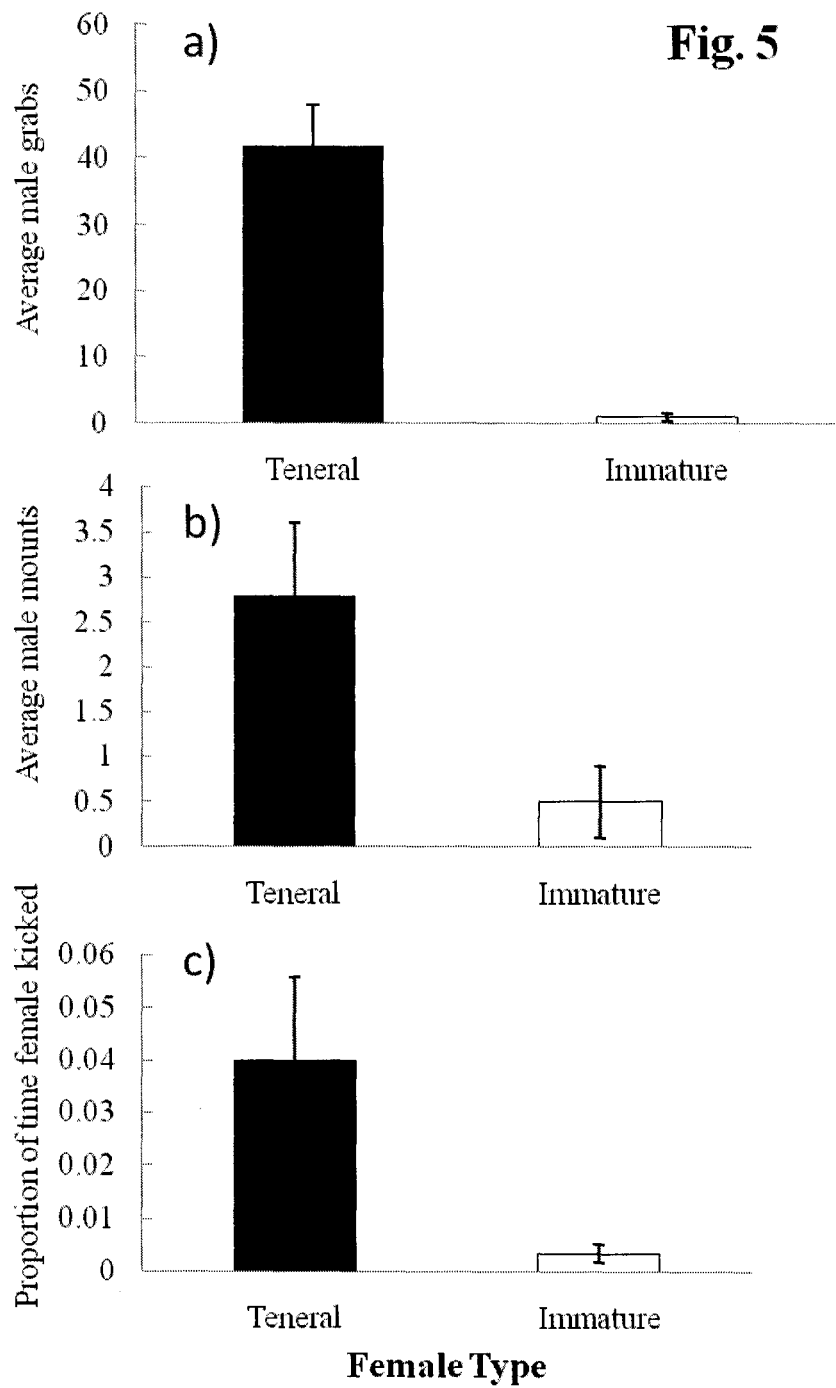 Fig. 5
a)
Average male grabs
60
50
40
30
20
10
0
Teneral Immature
b)
Average male mounts
4
3.5
3
2.5
2
1.5
1
0.5
0
Teneral Immature
c)
Proportion of time female kicked
0.06
0.05
0.04
0.03
0.02
0.01
0
Teneral Immature
Female Type